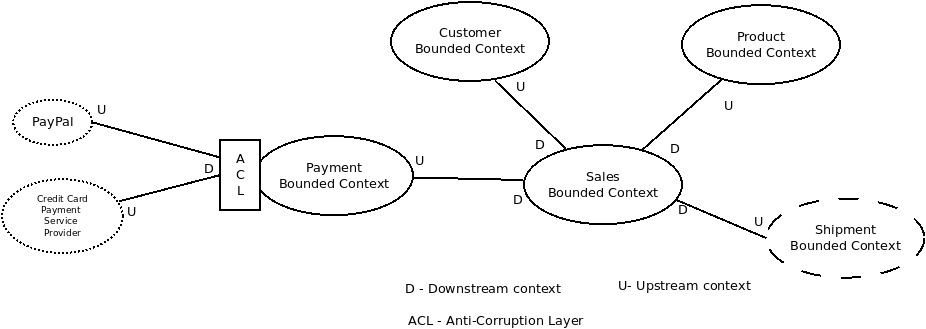 Customer
Bounded Context
Product
Bounded Context
U
U
PayPal
U
D
D
A
C
L
D
Payment
Bounded Context
U
Sales
Bounded Context
D
D
Credit Card
Payment
Service
Provider
U
U
Shipment
Bounded Context
D - Downstream context
U- Upstream context
ACL - Anti-Corruption Layer